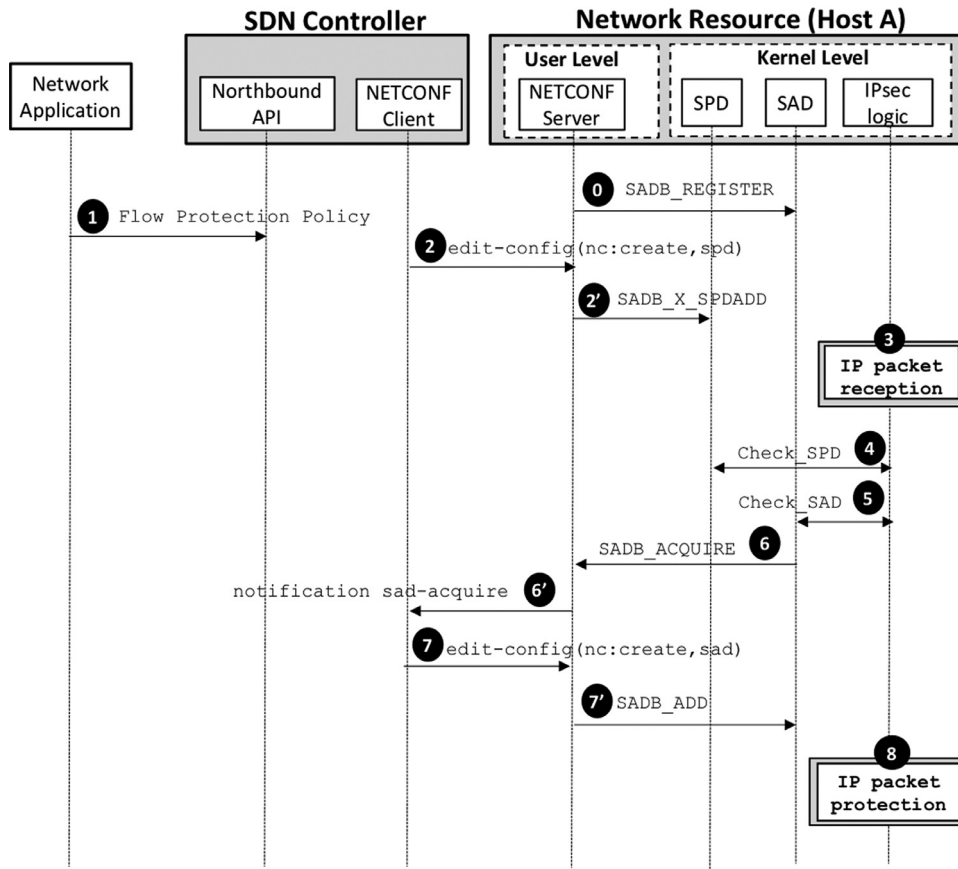 SDN Controller
Network Resource (Host A)
User Level
Kernel Level
Network
Application
Northbound
API
NETCONF
Client
NETCONF
Server
SPD
SAD
IPsec
logic
0 SADB_REGISTER
1 Flow Protection Policy
2 edit-config(nc:create,spd)
2' SADB_X_SPDADD
3
IP packet
reception
Check_SPD 4
Check_SAD 5
SADB_ACQUIRE 6
notification sad-acquire 6'
7 edit-config(nc:create,sad)
7' SADB_ADD
8
IP packet
protection